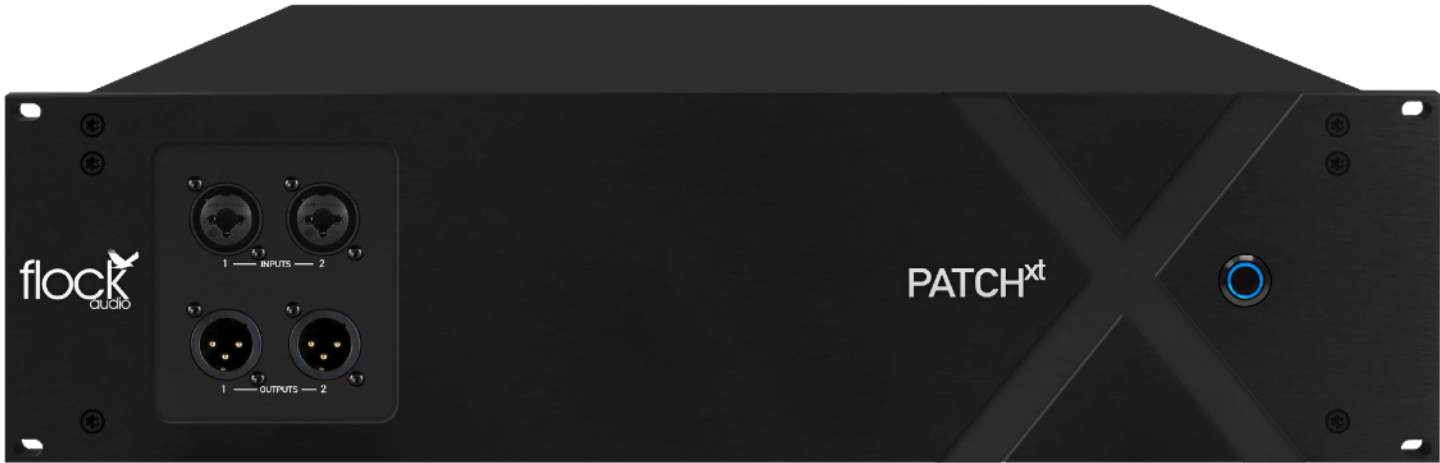 flock
audio
1 INPUTS 2
1 OUTPUTS 2
PATCHxt